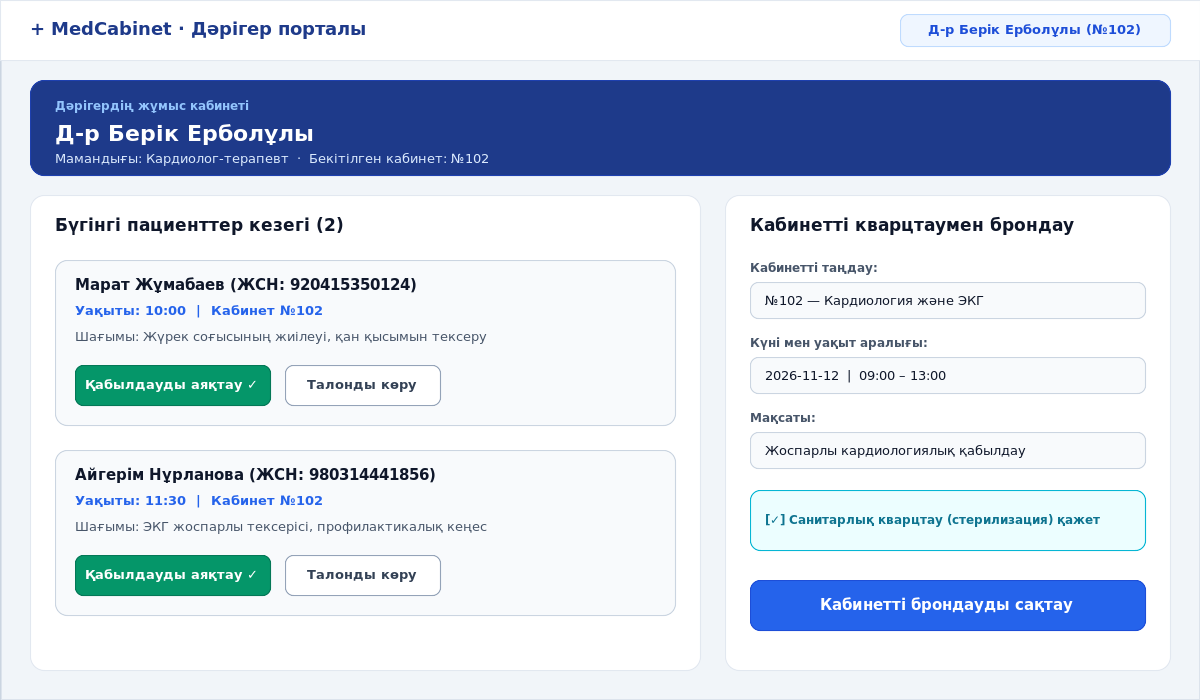 + MedCabinet · Дәрігер порталы
Д-р Берік Ерболұлы (№102)
Дәрігердің жұмыс кабинеті
Д-р Берік Ерболұлы
Мамандығы: Кардиолог-терапевт · Бекітілген кабинет: №102
Бүгінгі пациенттер кезегі (2)
Марат Жұмабаев (ЖСН: 920415350124)
Уақыты: 10:00 | Кабинет №102
Шағымы: Жүрек соғысының жиілеуі, қан қысымын тексеру
Қабылдауды аяқтау ✓
Талонды көру
Айгерім Нұрланова (ЖСН: 980314441856)
Уақыты: 11:30 | Кабинет №102
Шағымы: ЭКГ жоспарлы тексерісі, профилактикалық кеңес
Қабылдауды аяқтау ✓
Талонды көру
Кабинетті кварцтаумен брондау
Кабинетті таңдау:
№102 — Кардиология және ЭКГ
Күні мен уақыт аралығы:
2026-11-12 | 09:00 – 13:00
Мақсаты:
Жоспарлы кардиологиялық қабылдау
[✓] Санитарлық кварцтау (стерилизация) қажет
Кабинетті брондауды сақтау